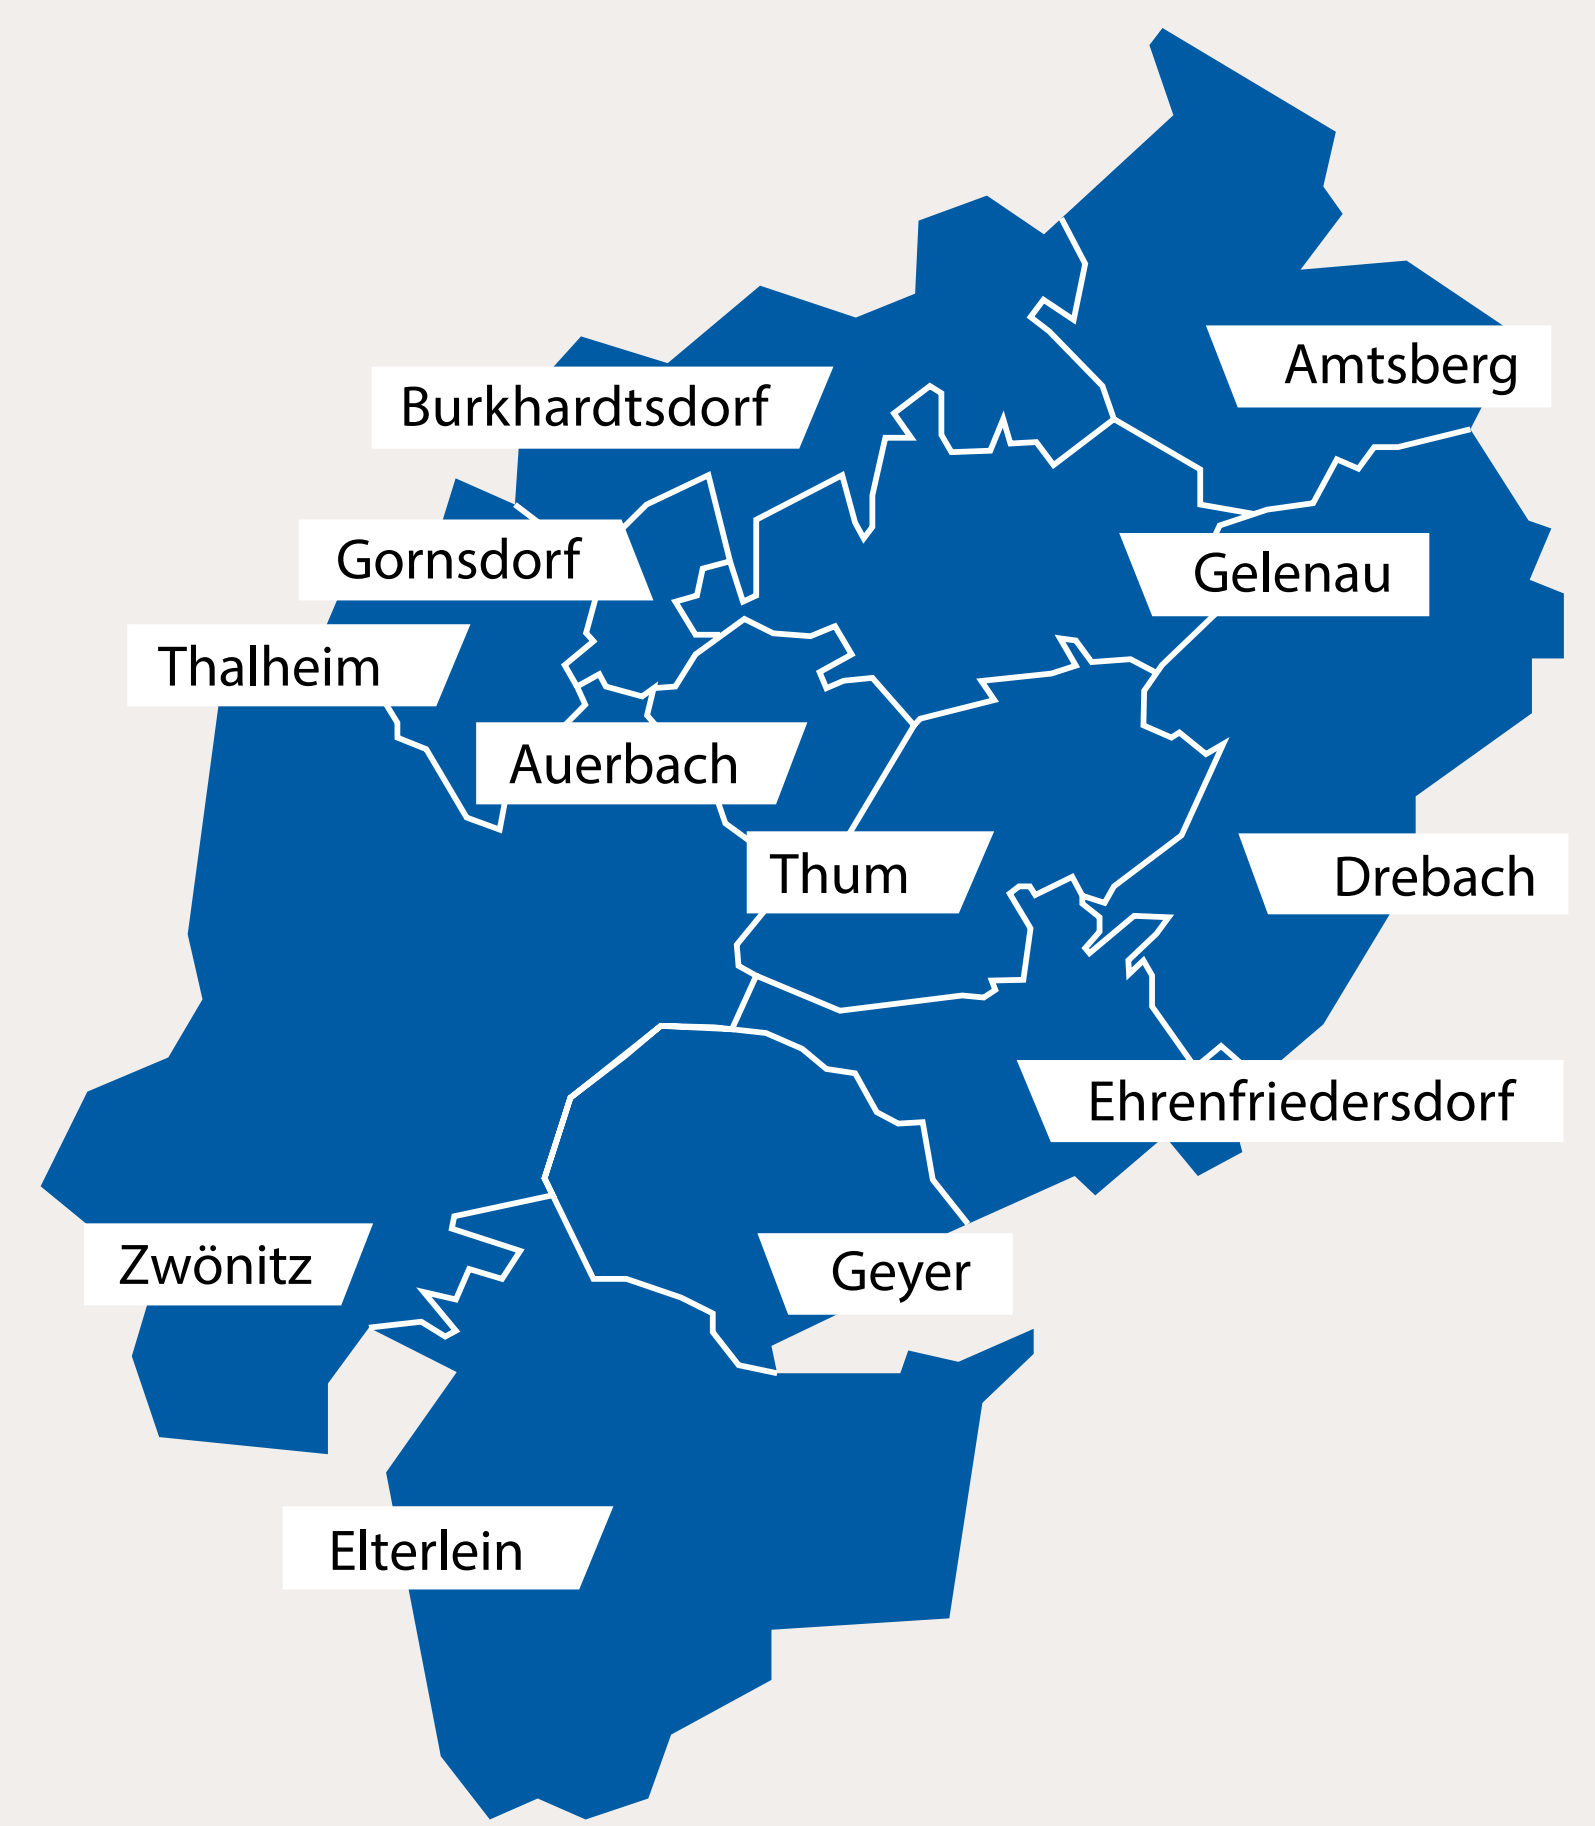 Amtsberg
Burkhardtsdorf
Gornsdorf
Gelenau
Thalheim
Auerbach
Thum
Drebach
Ehrenfriedersdorf
Zwönitz
Geyer
Elterlein